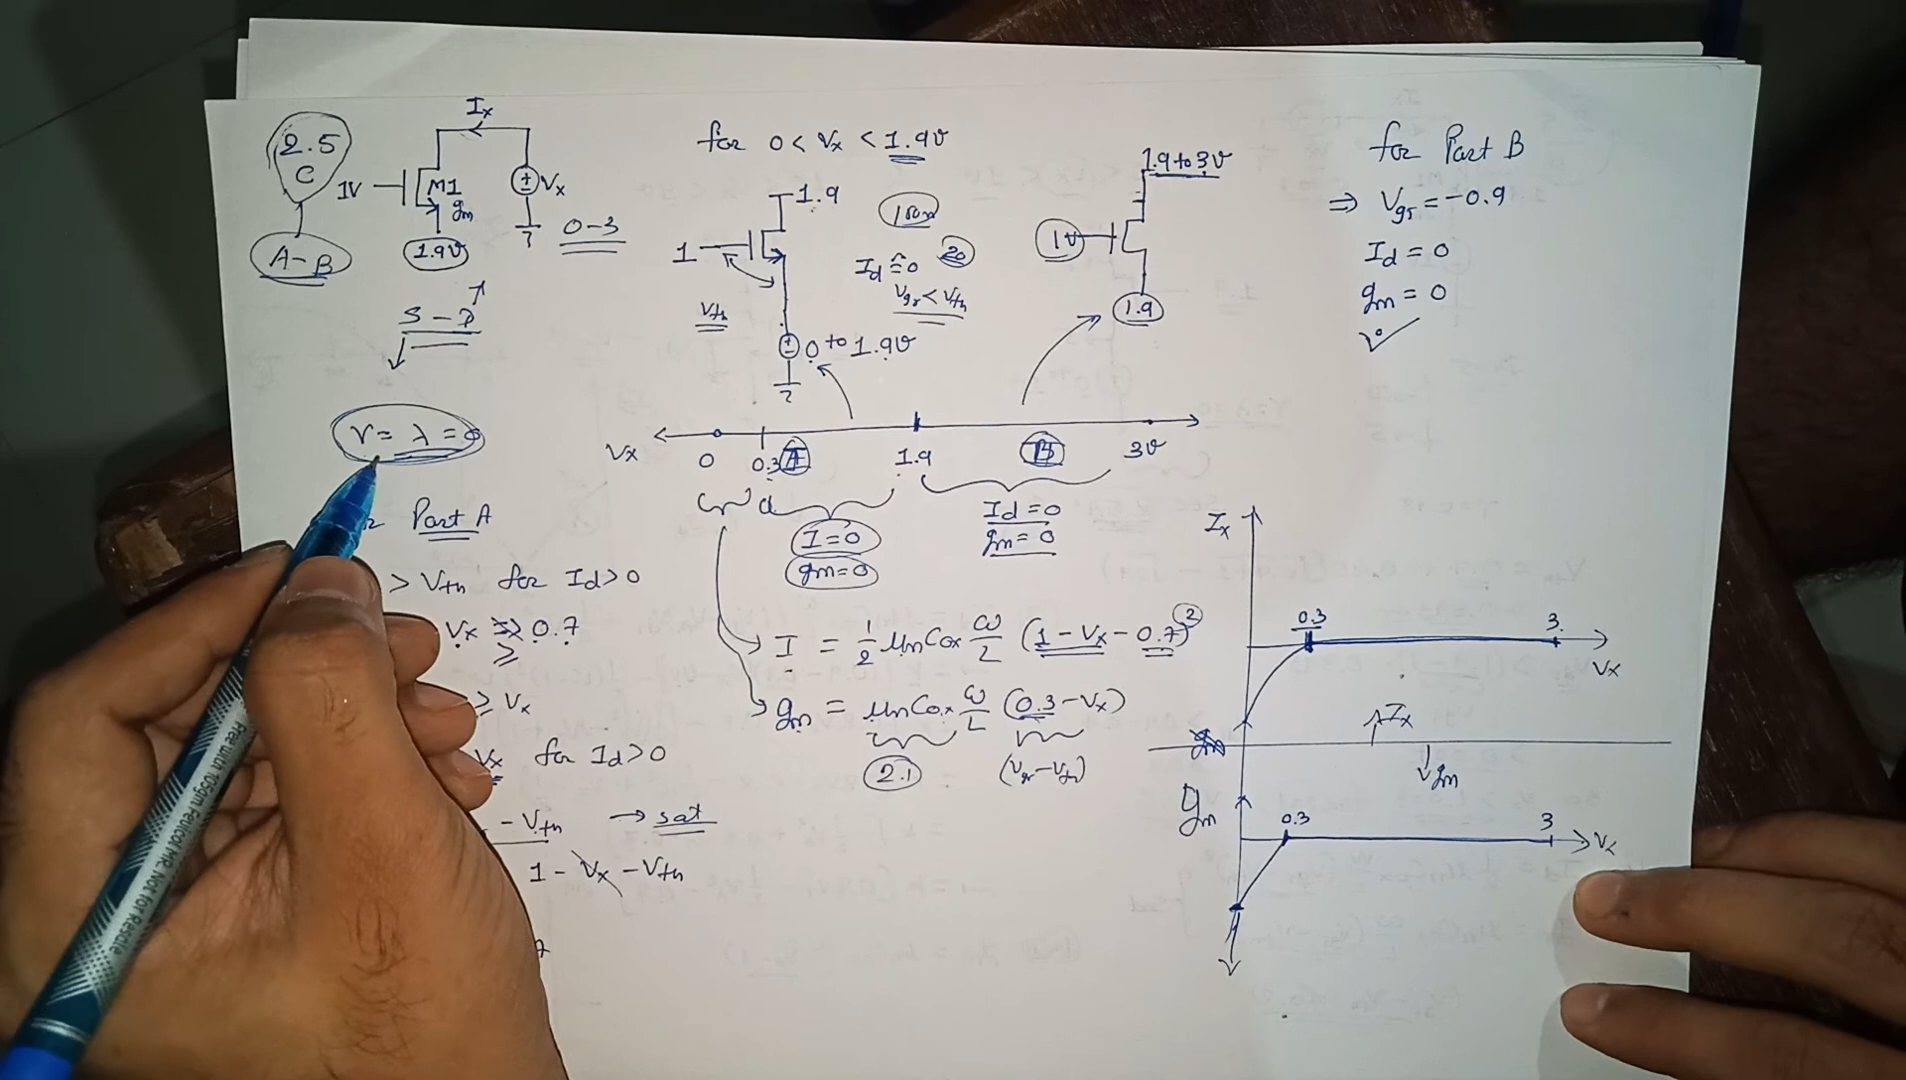 2.5
C
A-B
Ix
1V
M1
gm
1.9V
Vx
0-3
S-D
γ = λ = 0
Part A
> Vth for Id>0
Vx ≥ 0.7
≥ Vx
Vx for Id>0
- Vth → sat
1 - Vx - Vth
for 0 < Vx < 1.9V
1.9
1
Vth
0 to 1.9V
Id = 0
Vgs < Vth
1.9 to 3V
1V
1.9
for Part B
⇒ Vgs = -0.9
Id = 0
gm = 0
Vx
0
0.3
A
1.9
B
3V
I=0
gm=0
Id=0
gm=0
I = 1/2 μnCox W/L (1-Vx-0.7)²
gm = μnCox W/L (0.3-Vx)
2.1
(Vgs-Vth)
Ix
0.3
3
Vx
Ix
gm
gm
0.3
3
Vx